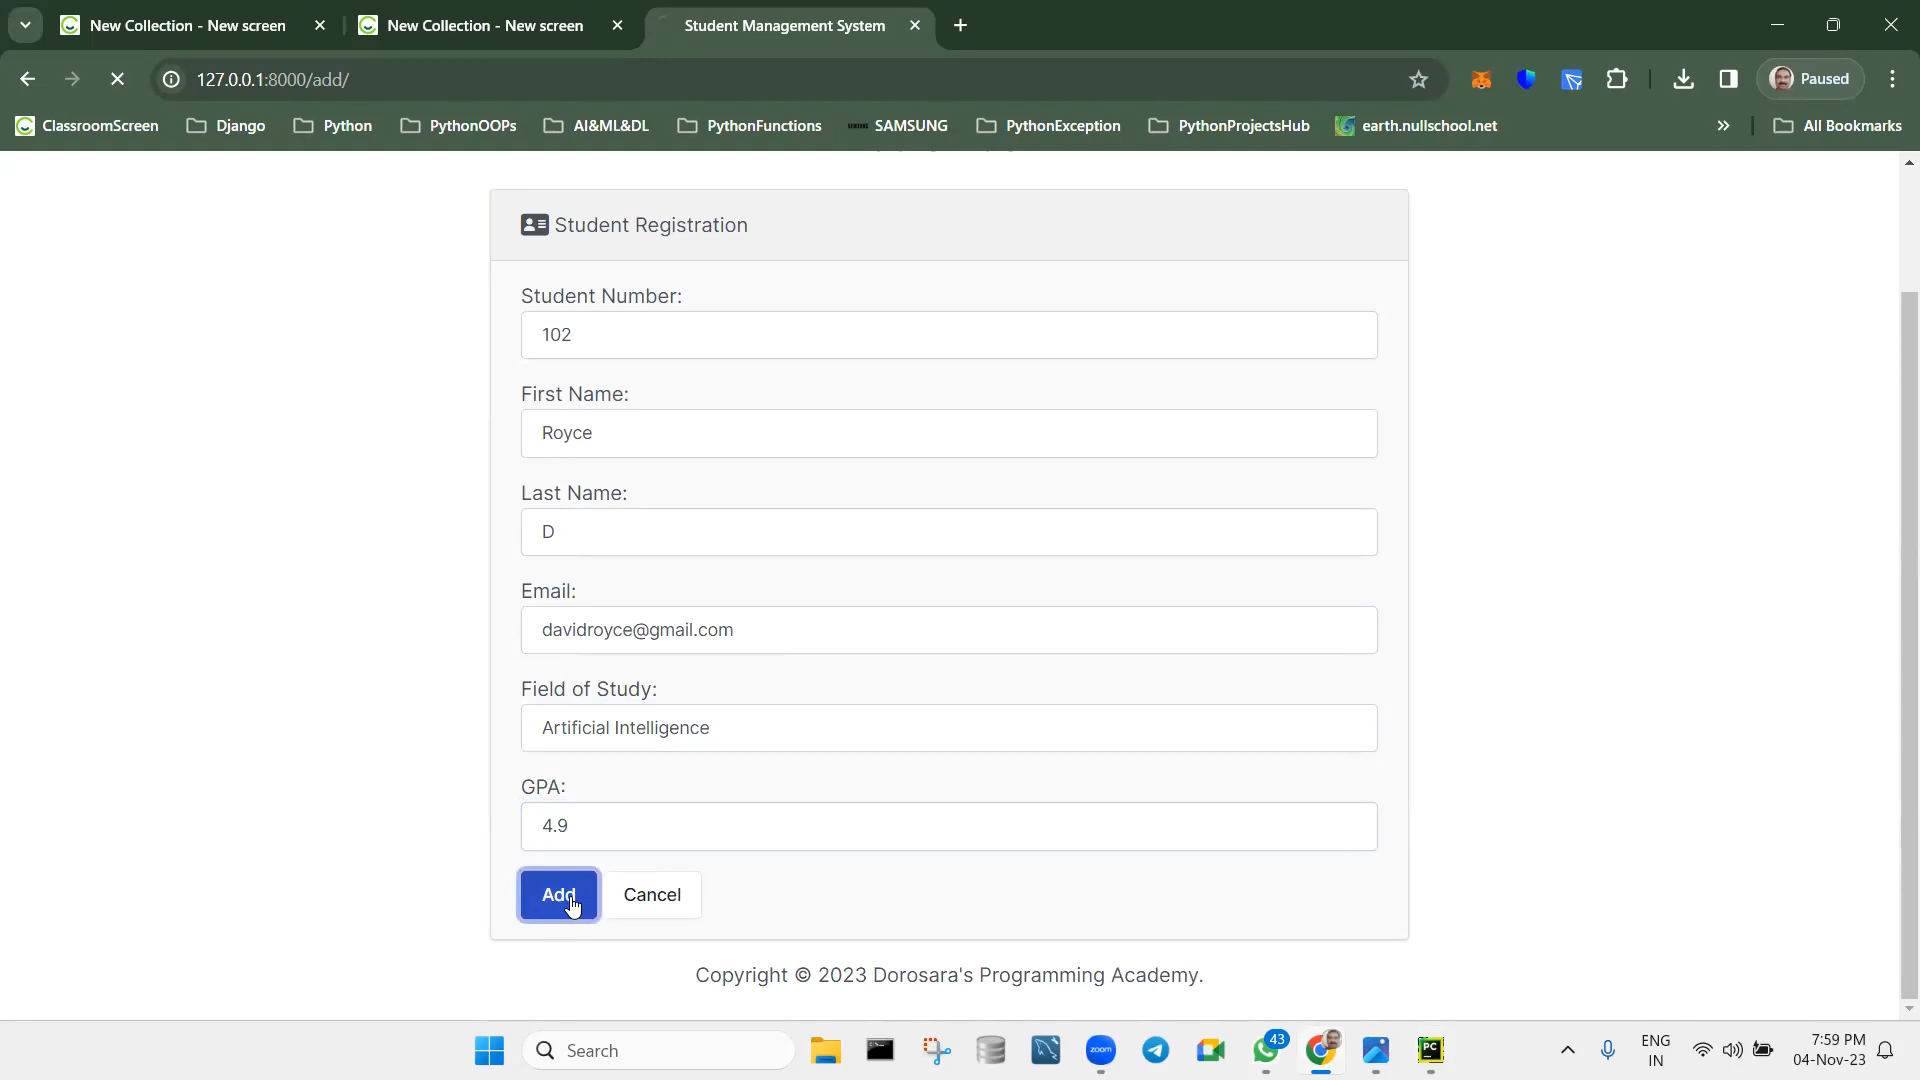 New Collection - New screen
New Collection - New screen
Student Management System
127.0.0.1:8000/add/
Paused
ClassroomScreen
Django
Python
PythonOOPs
AI&ML&DL
PythonFunctions
SAMSUNG
PythonException
PythonProjectsHub
earth.nullschool.net
All Bookmarks
Student Registration
Student Number:
102
First Name:
Royce
Last Name:
D
Email:
davidroyce@gmail.com
Field of Study:
Artificial Intelligence
GPA:
4.9
Add
Cancel
Copyright © 2023 Dorosara's Programming Academy.
Search
zoom
43
PC
ENG
IN
7:59 PM
04-Nov-23